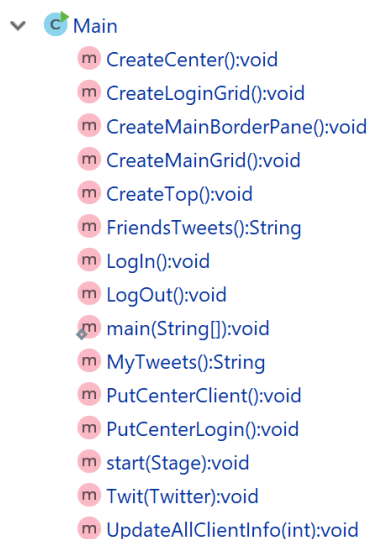 C Main
m CreateCenter():void
m CreateLoginGrid():void
m CreateMainBorderPane():void
m CreateMainGrid():void
m CreateTop():void
m FriendsTweets():String
m LogIn():void
m LogOut():void
m main(String[]):void
m MyTweets():String
m PutCenterClient():void
m PutCenterLogin():void
m start(Stage):void
m Twit(Twitter):void
m UpdateAllClientInfo(int):void